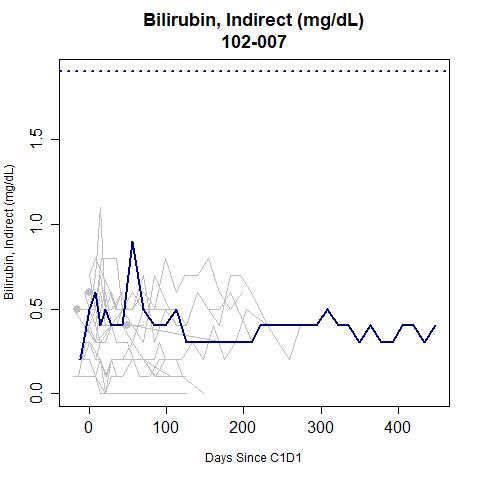 Bilirubin, Indirect (mg/dL)
102-007
Bilirubin, Indirect (mg/dL)
1.5
1.0
0.5
0.0
0 100 200 300 400
Days Since C1D1